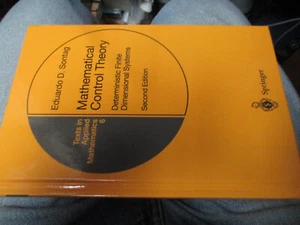 Eduardo D. Sontag
Mathematical
Control Theory
Deterministic Finite
Dimensional Systems
Second Edition
Texts in
Applied
Mathematics
6
Springer